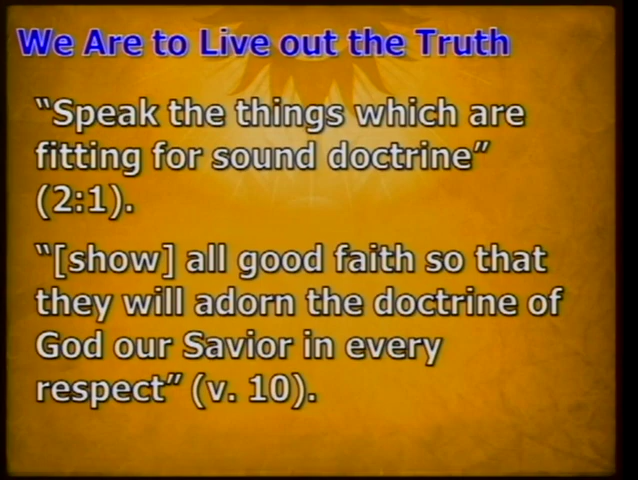 We Are to Live out the Truth
“Speak the things which are
fitting for sound doctrine”
(2:1).
“[show] all good faith so that
they will adorn the doctrine of
God our Savior in every
respect” (v. 10).